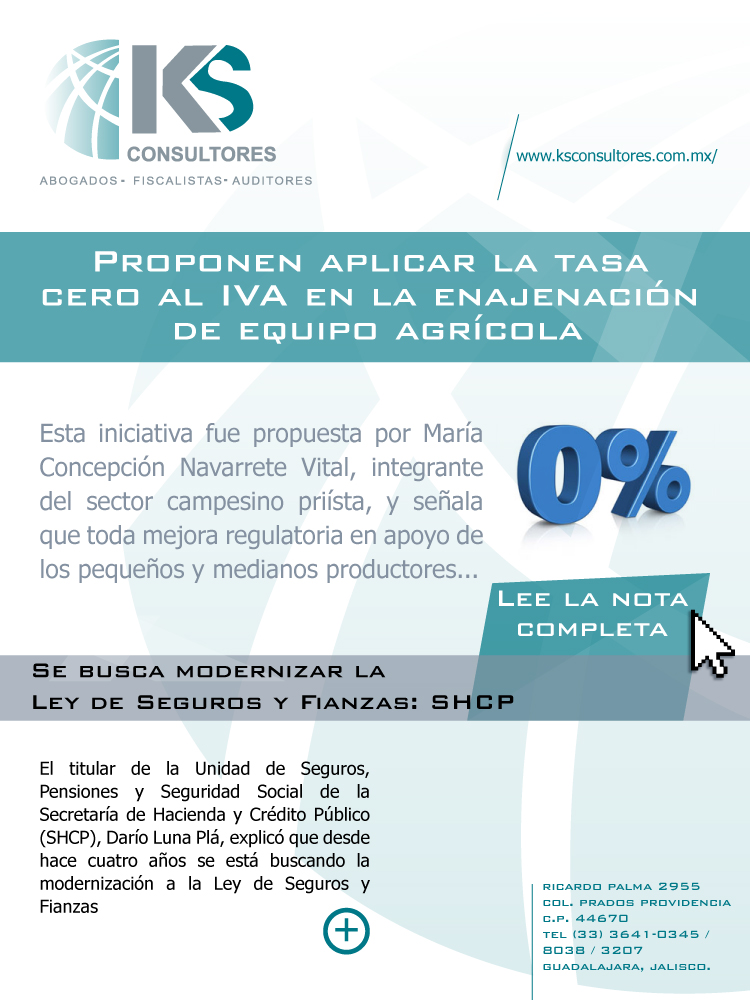 KS
CONSULTORES
ABOGADOS - FISCALISTAS - AUDITORES
www.ksconsultores.com.mx/
PROPONEN APLICAR LA TASA
CERO AL IVA EN LA ENAJENACIÓN
DE EQUIPO AGRÍCOLA
Esta iniciativa fue propuesta por María
Concepción Navarrete Vital, integrante
del sector campesino priísta, y señala
que toda mejora regulatoria en apoyo de
los pequeños y medianos productores...
0%
LEE LA NOTA
COMPLETA
SE BUSCA MODERNIZAR LA
LEY DE SEGUROS Y FIANZAS: SHCP
El titular de la Unidad de Seguros,
Pensiones y Seguridad Social de la
Secretaría de Hacienda y Crédito Público
(SHCP), Darío Luna Plá, explicó que desde
hace cuatro años se está buscando la
modernización a la Ley de Seguros y
Fianzas
RICARDO PALMA 2955
COL. PRADOS PROVIDENCIA
C.P. 44670
TEL (33) 3641-0345 /
8038 / 3207
GUADALAJARA, JALISCO.